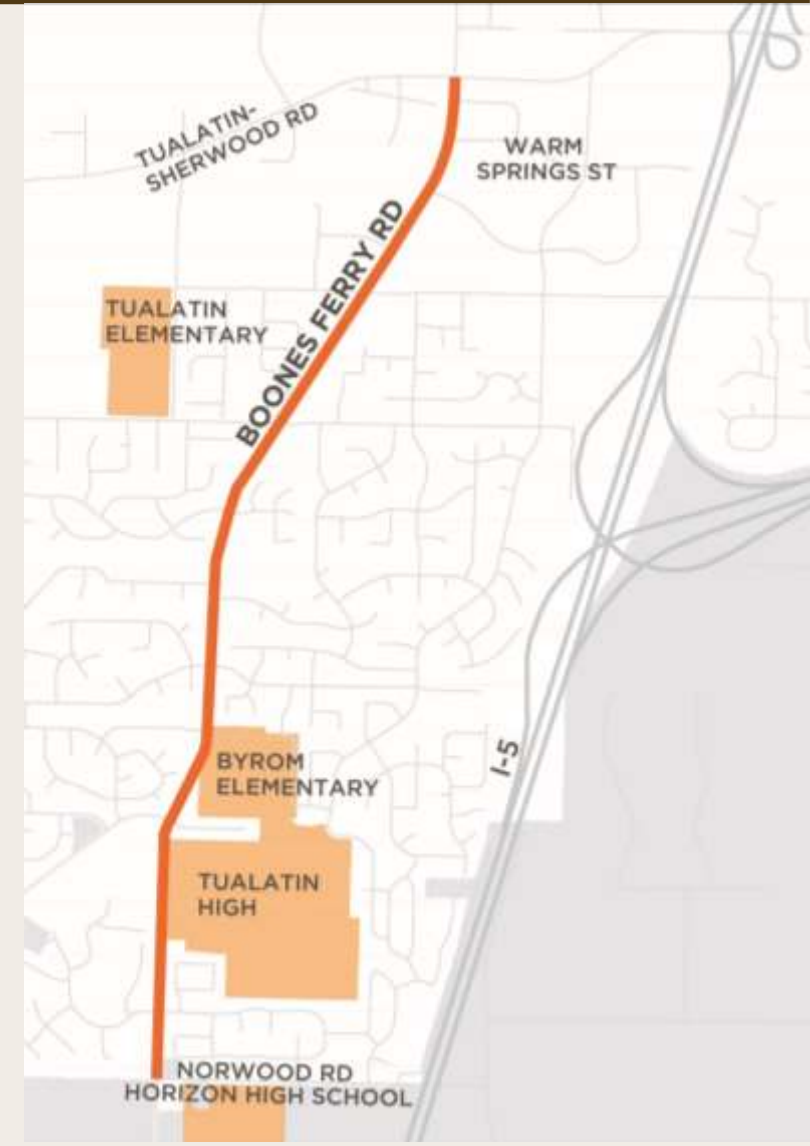 TUALATIN-
SHERWOOD RD
WARM
SPRINGS ST
BOONES FERRY RD
TUALATIN
ELEMENTARY
I-5
BYROM
ELEMENTARY
TUALATIN
HIGH
NORWOOD RD
HORIZON HIGH SCHOOL